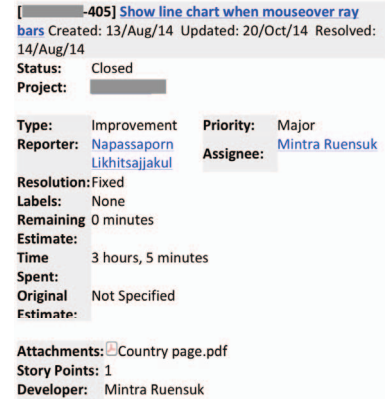 [-405] Show line chart when mouseover ray
bars Created: 13/Aug/14 Updated: 20/Oct/14 Resolved:
14/Aug/14
Status: Closed
Project:
Type: Improvement Priority: Major
Reporter: Napassaporn Likhitsajjakul Assignee: Mintra Ruensuk
Resolution: Fixed
Labels: None
Remaining Estimate: 0 minutes
Time Spent: 3 hours, 5 minutes
Original Estimate: Not Specified
Attachments: Country page.pdf
Story Points: 1
Developer: Mintra Ruensuk